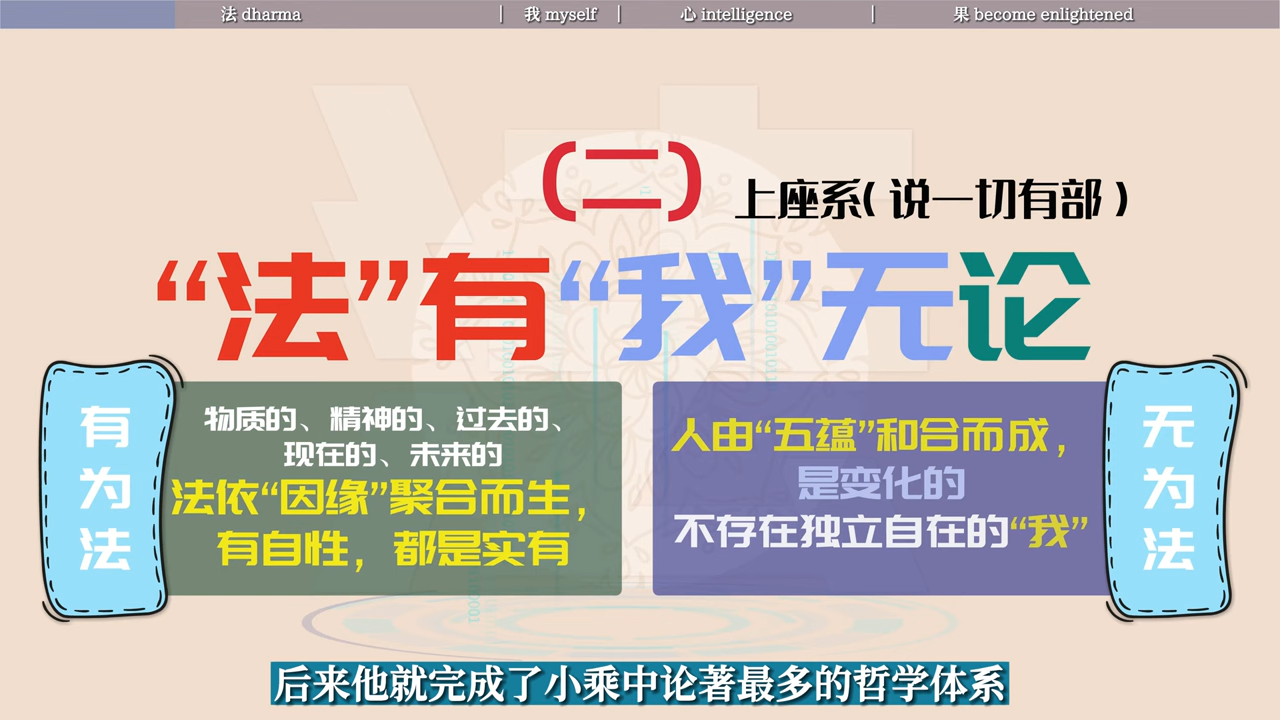 法 dharma | 我 myself | 心 intelligence | 果 become enlightened
（二）
上座系（说一切有部）
“法”有“我”无论
有为法
物质的、精神的、过去的、
现在的、未来的
法依“因缘”聚合而生，
有自性，都是实有
人由“五蕴”和合而成，
是变化的
不存在独立自在的“我”
无为法
后来他就完成了小乘中论著最多的哲学体系